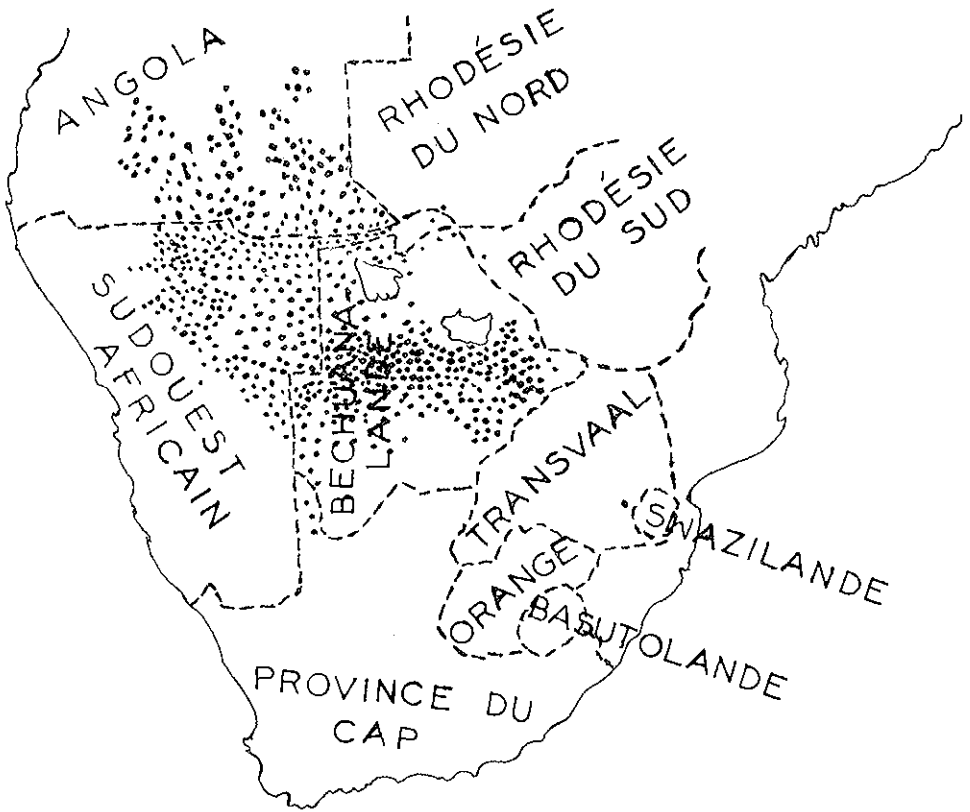 ANGOLA
RHODÉSIE
DU NORD
RHODÉSIE
DU SUD
SUDOUEST
AFRICAIN
BECHUANA
LANDE
TRANSVAAL
SWAZILANDE
ORANGE
BASUTOLANDE
PROVINCE DU
CAP